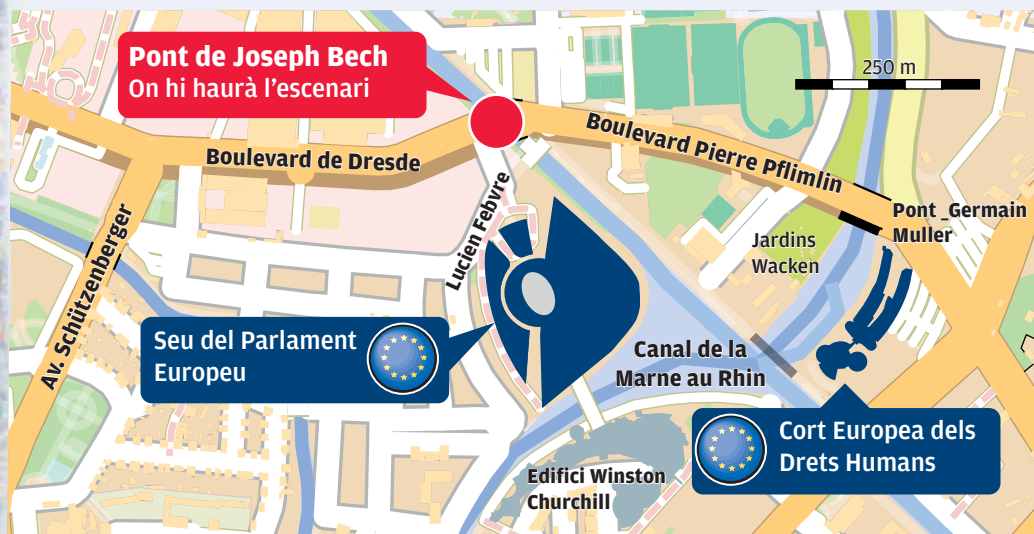 Pont de Joseph Bech
On hi haurà l'escenari
250 m
Boulevard de Dresde
Boulevard Pierre Pflimlin
Pont _Germain
Muller
Lucien Febvre
Jardins
Wacken
Av. Schützenberger
Seu del Parlament
Europeu
Canal de la
Marne au Rhin
Cort Europea dels
Drets Humans
Edifici Winston
Churchill